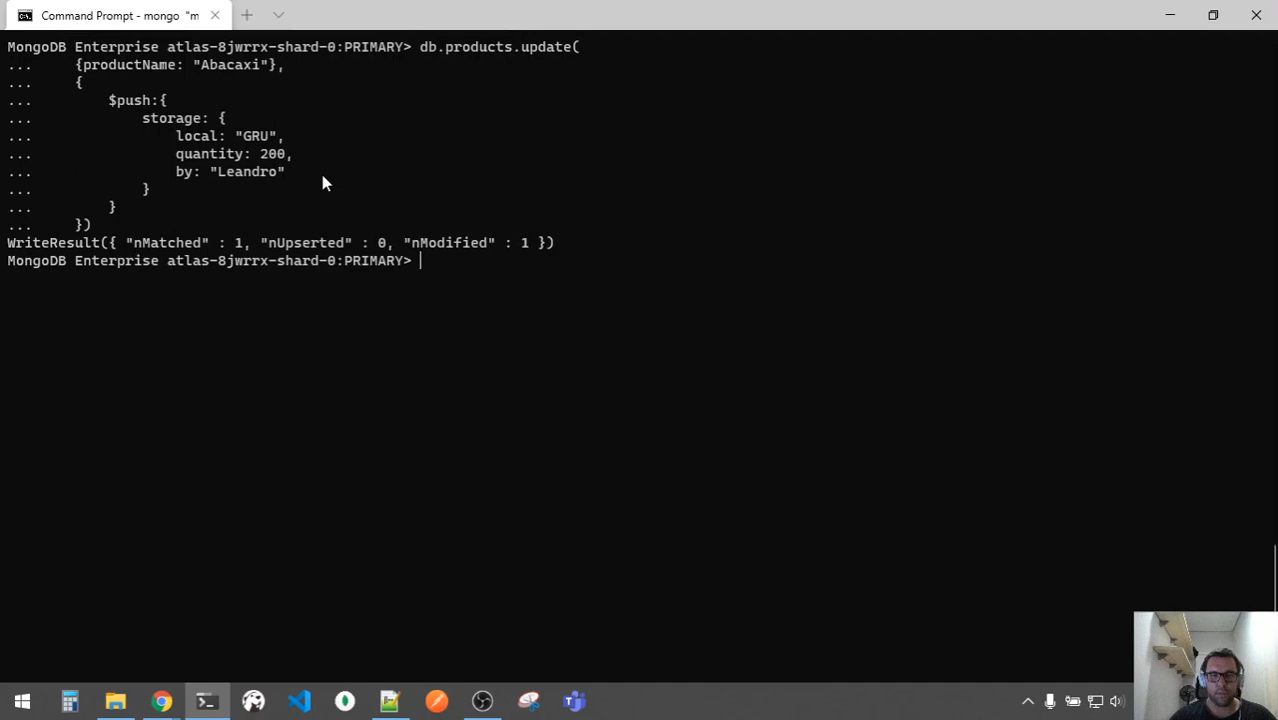 Command Prompt - mongo "m
MongoDB Enterprise atlas-8jwrrx-shard-0:PRIMARY> db.products.update(
...     {productName: "Abacaxi"},
...     {
...         $push:{
...             storage: {
...                 local: "GRU",
...                 quantity: 200,
...                 by: "Leandro"
...             }
...         }
...     })
WriteResult({ "nMatched" : 1, "nUpserted" : 0, "nModified" : 1 })
MongoDB Enterprise atlas-8jwrrx-shard-0:PRIMARY>